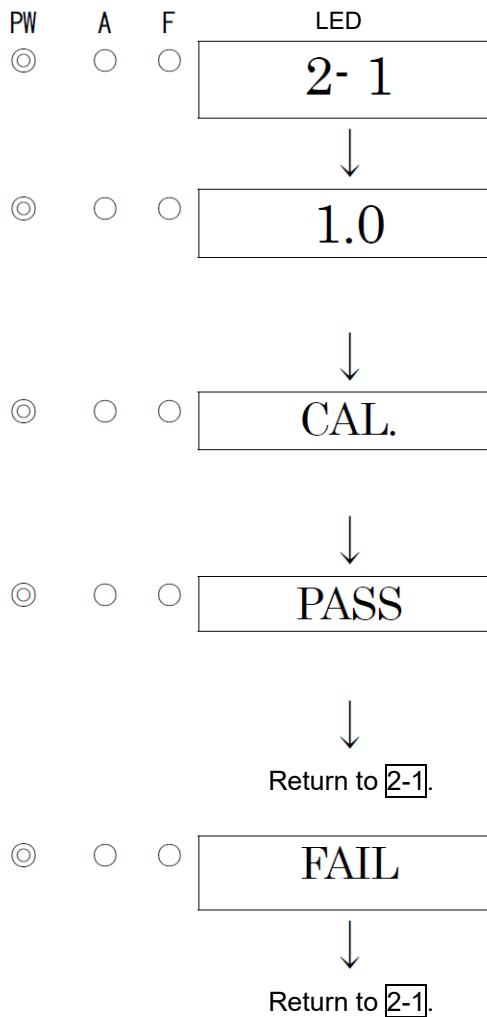 PW A F LED
2- 1
1.0
CAL.
PASS
Return to 2-1.
FAIL
Return to 2-1.